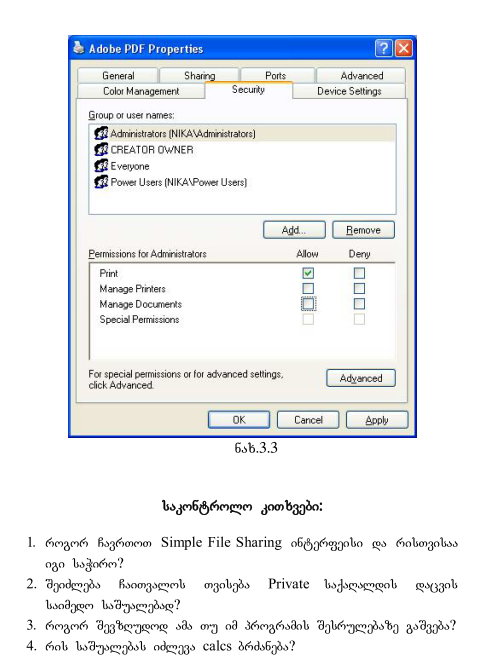 Adobe PDF Properties
General Sharing Ports Advanced
Color Management Security Device Settings
Group or user names:
Administrators (NIKA\Administrators)
CREATOR OWNER
Everyone
Power Users (NIKA\Power Users)
Add... Remove
Permissions for Administrators Allow Deny
Print
Manage Printers
Manage Documents
Special Permissions
For special permissions or for advanced settings,
click Advanced.
Advanced
OK Cancel Apply
ნახ.3.3
საკონტროლო კითხვები:
1. როგორ ჩავრთოთ Simple File Sharing ინტერფეისი და რისთვისაა
იგი საჭირო?
2. შეიძლება ჩაითვალოს თვისება Private საქაღალდის დაცვის
საიმედო საშუალებად?
3. როგორ შევზღუდოდ ამა თუ იმ პროგრამის შესრულებაზე გაშვება?
4. რის საშუალებას იძლევა calcs ბრძანება?